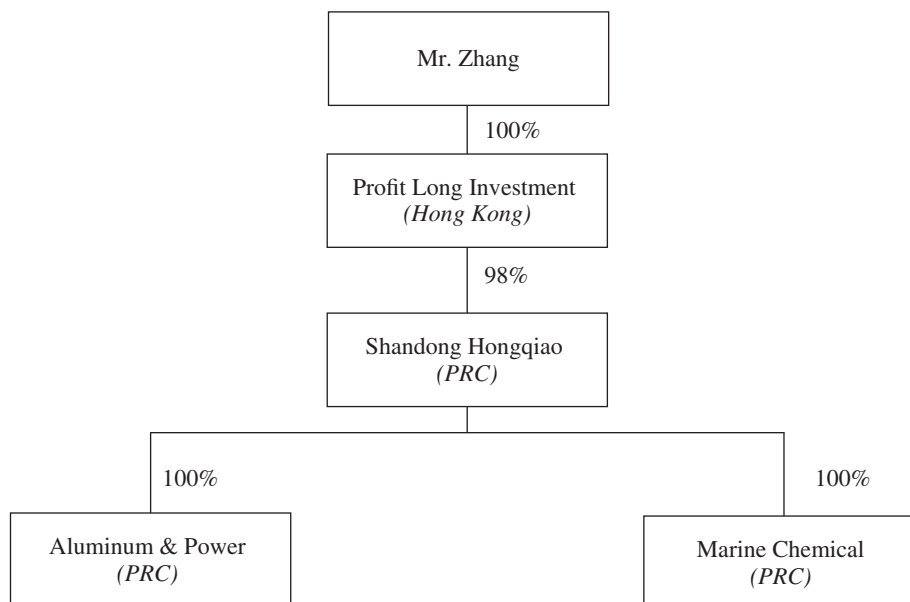 Mr. Zhang
100%
Profit Long Investment
(Hong Kong)
98%
Shandong Hongqiao
(PRC)
100%
100%
Aluminum & Power
(PRC)
Marine Chemical
(PRC)